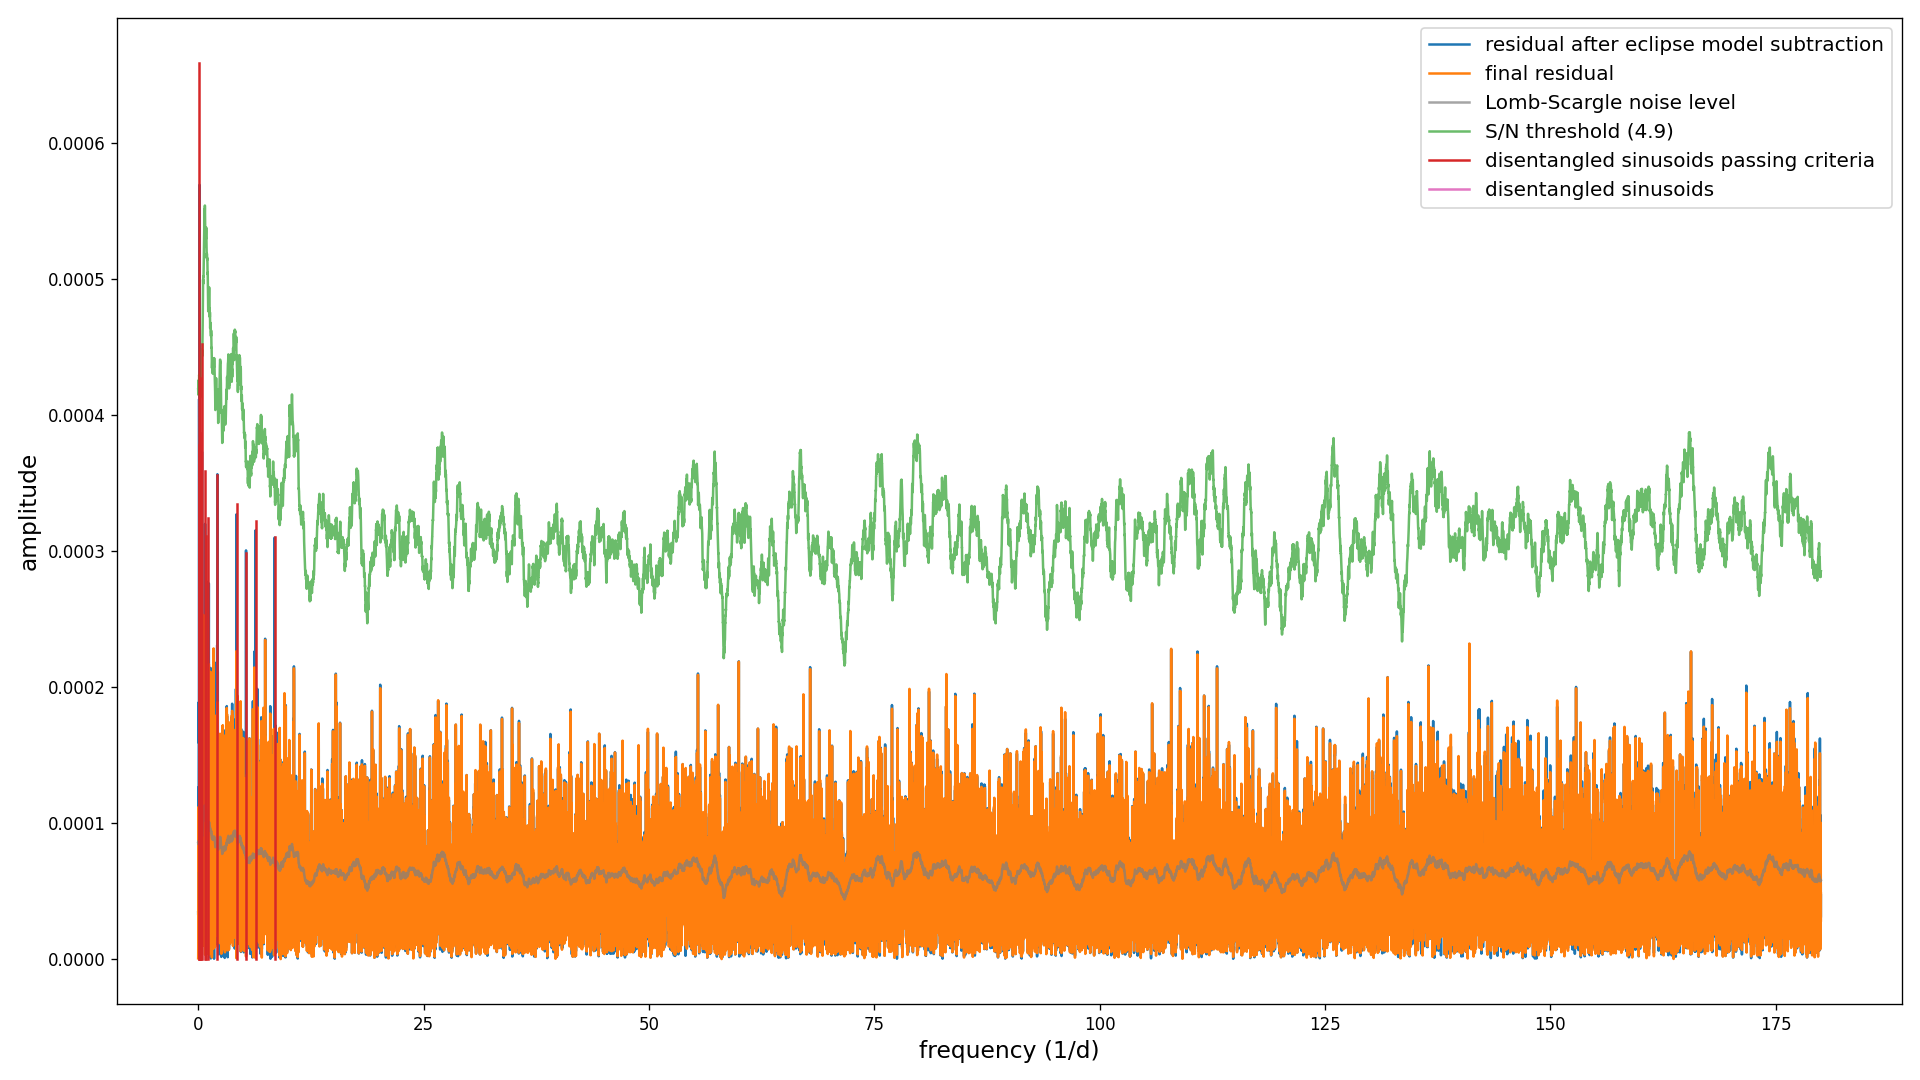 residual after eclipse model subtraction
final residual
Lomb-Scargle noise level
S/N threshold (4.9)
disentangled sinusoids passing criteria
disentangled sinusoids
0.0006
0.0005
0.0004
0.0003
0.0002
0.0001
0.0000
amplitude
0 25 50 75 100 125 150 175
frequency (1/d)